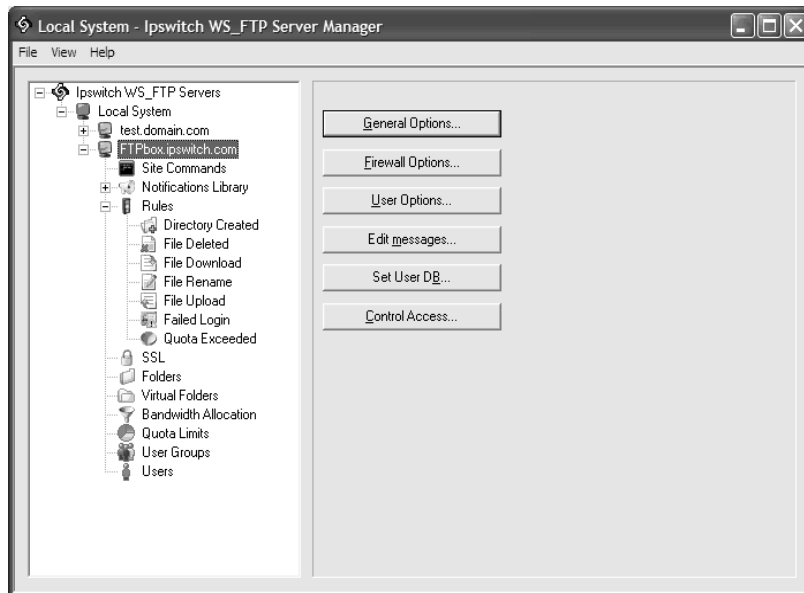 Local System - Ipswitch WS_FTP Server Manager
File View Help
Ipswitch WS_FTP Servers
Local System
test.domain.com
FTPbox.ipswitch.com
Site Commands
Notifications Library
Rules
Directory Created
File Deleted
File Download
File Rename
File Upload
Failed Login
Quota Exceeded
SSL
Folders
Virtual Folders
Bandwidth Allocation
Quota Limits
User Groups
Users
General Options...
Firewall Options...
User Options...
Edit messages...
Set User DB...
Control Access...